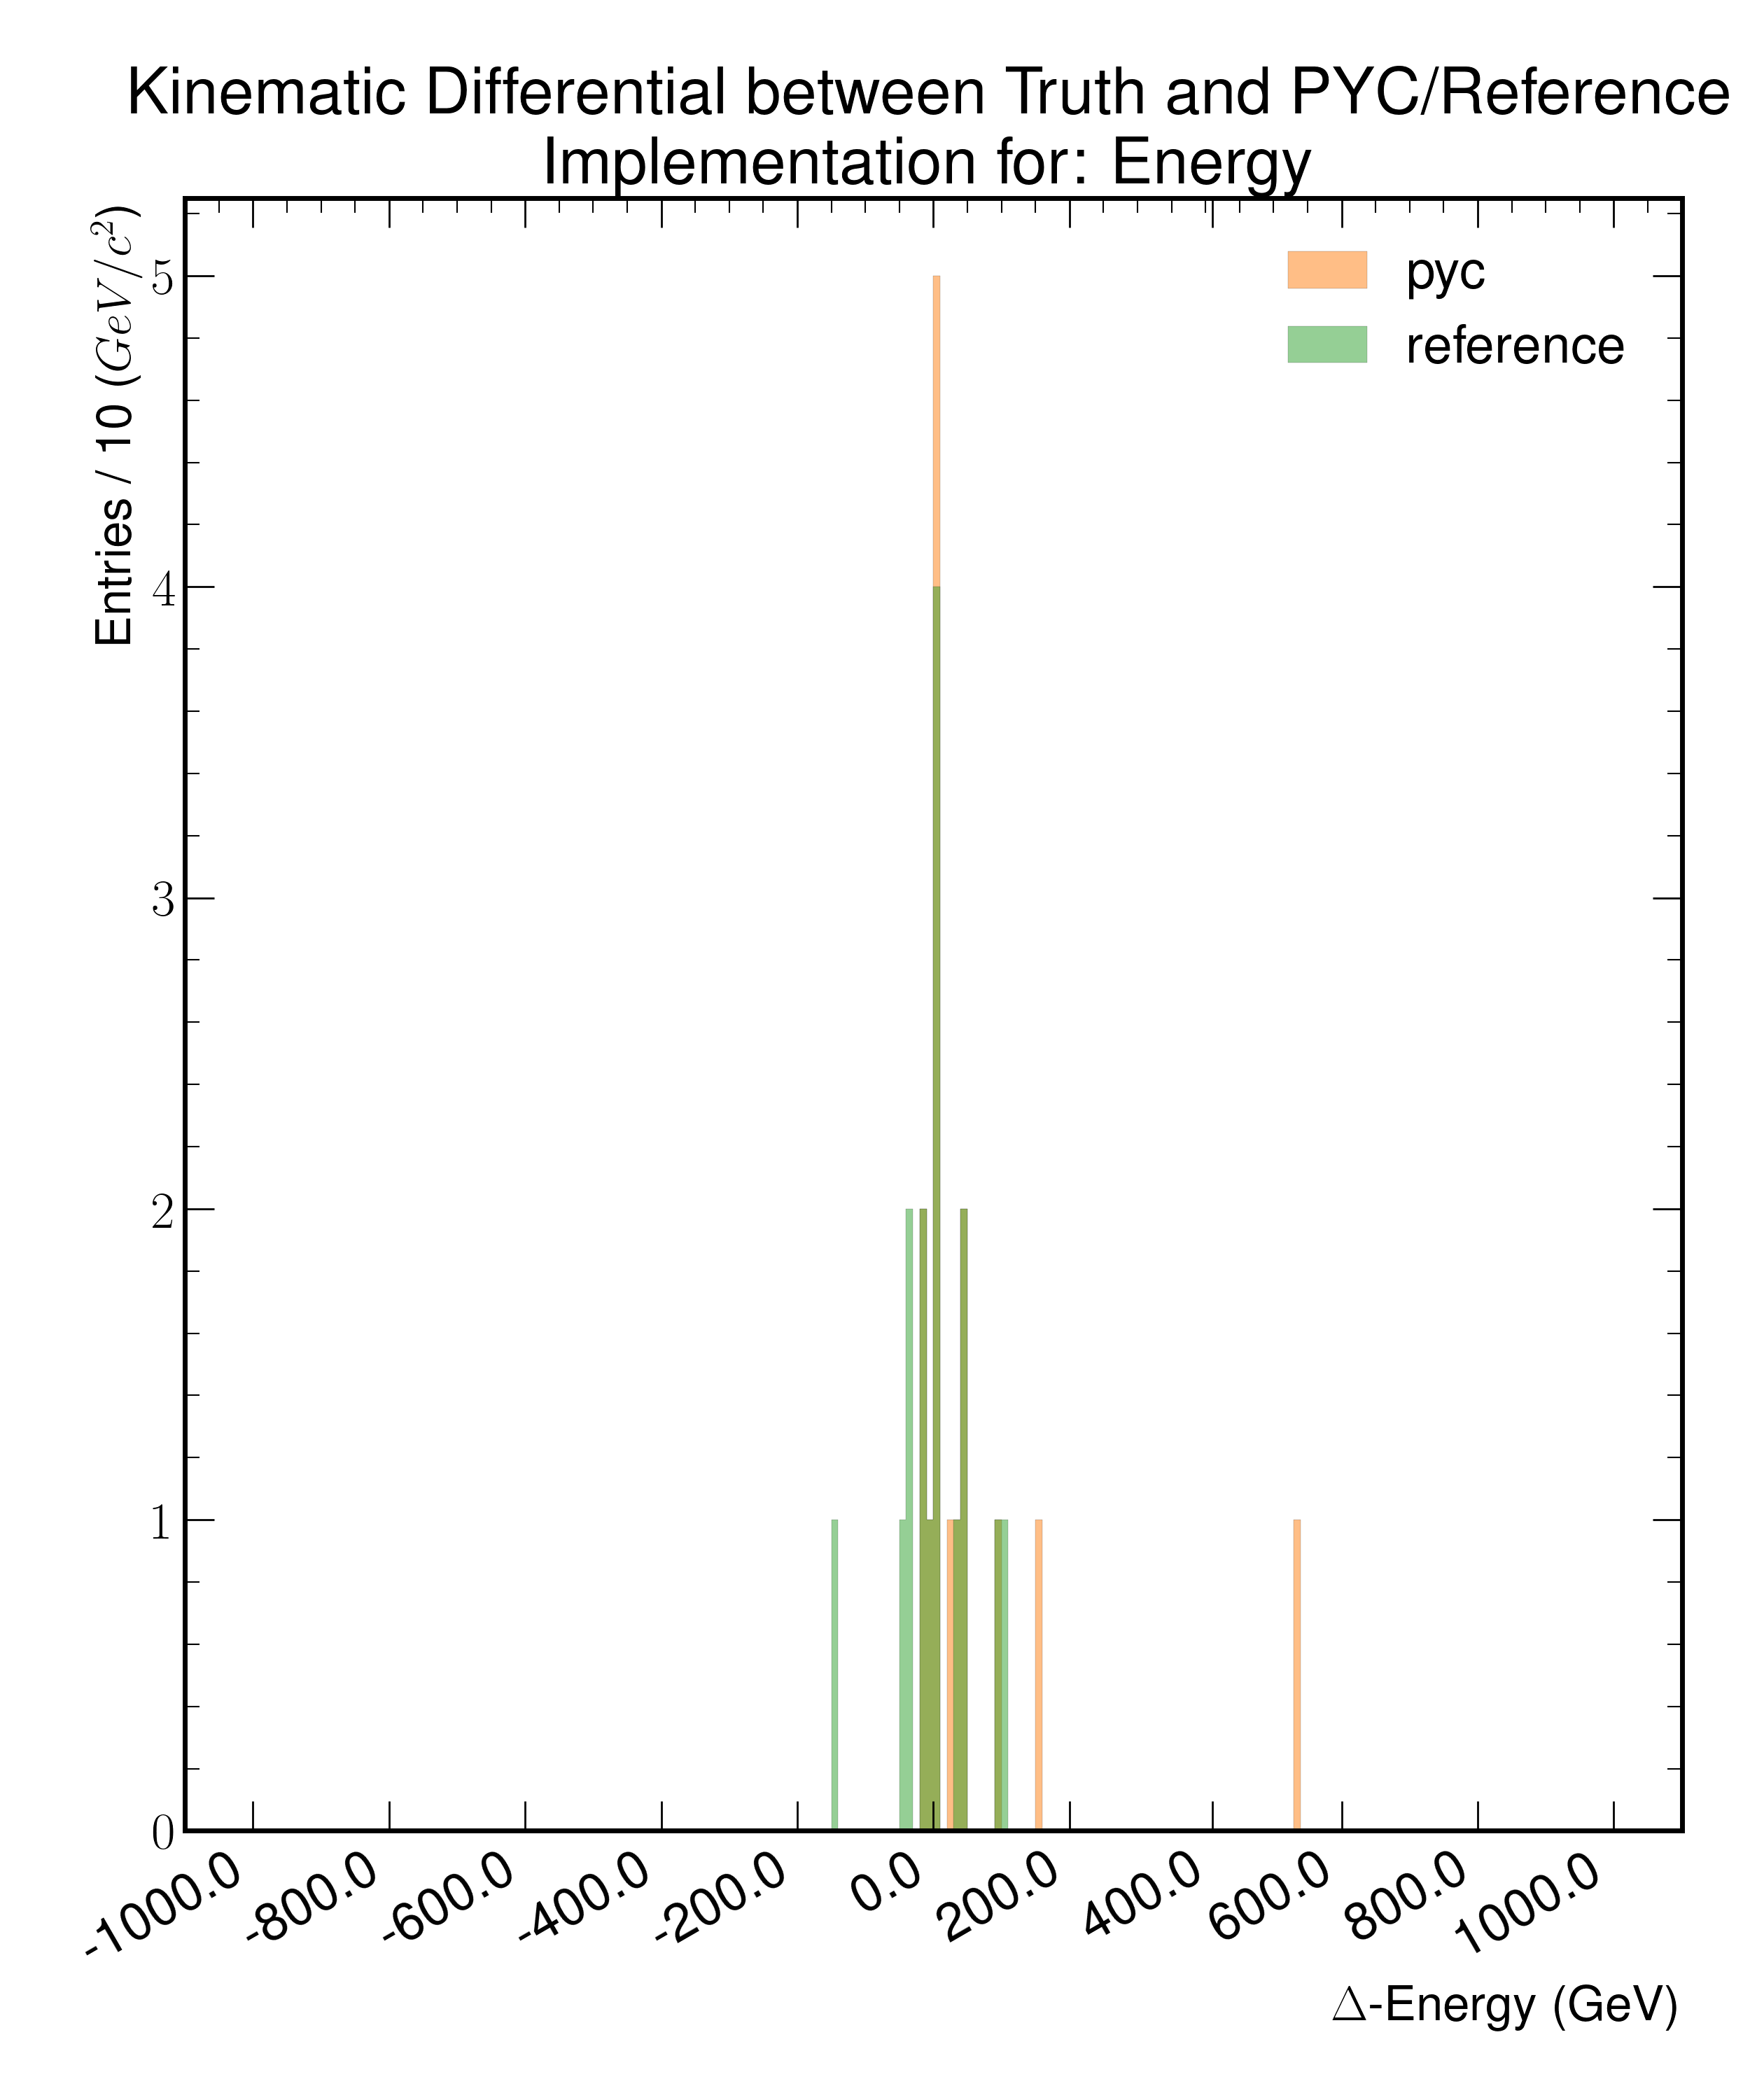 Kinematic Differential between Truth and PYC/Reference
Implementation for: Energy
Entries / 10 (GeV/c²)
pyc
reference
5
4
3
2
1
0
-1000.0
-800.0
-600.0
-400.0
-200.0
0.0
200.0
400.0
600.0
800.0
1000.0
Δ-Energy (GeV)